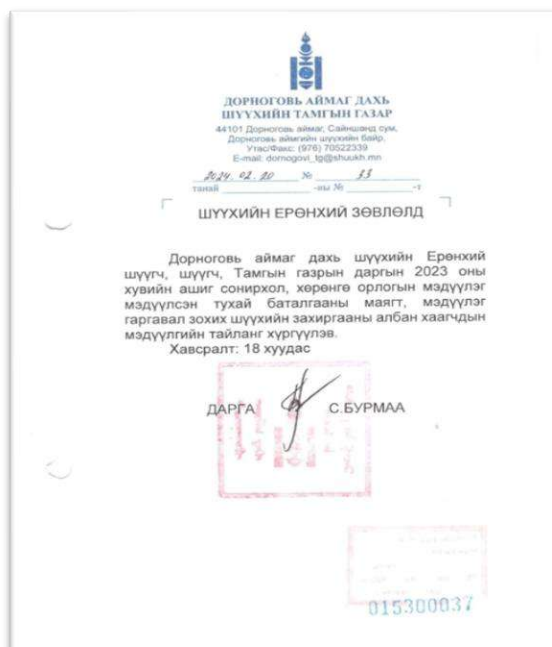 ДОРНОГОВЬ АЙМАГ ДАХЬ
ШҮҮХИЙН ТАМГЫН ГАЗАР
44101 Дорноговь аймаг, Сайншанд сум,
Дорноговь аймгийн шүүхийн байр,
Утас/Факс: (976) 70522339
E-mail: dornogovi_tg@shuukh.mn
2024. 02. 20 № 33
танай -ны № -т
ШҮҮХИЙН ЕРӨНХИЙ ЗӨВЛӨЛД
Дорноговь аймаг дахь шүүхийн Ерөнхий
шүүгч, шүүгч, Тамгын газрын даргын 2023 оны
хувийн ашиг сонирхол, хөрөнгө орлогын мэдүүлэг
мэдүүлсэн тухай баталгааны маягт, мэдүүлэг
гаргавал зохих шүүхийн захиргааны албан хаагчдын
мэдүүлгийн тайланг хүргүүлэв.
Хавсралт: 18 хуудас
ДАРГА С.БУРМАА
015300037